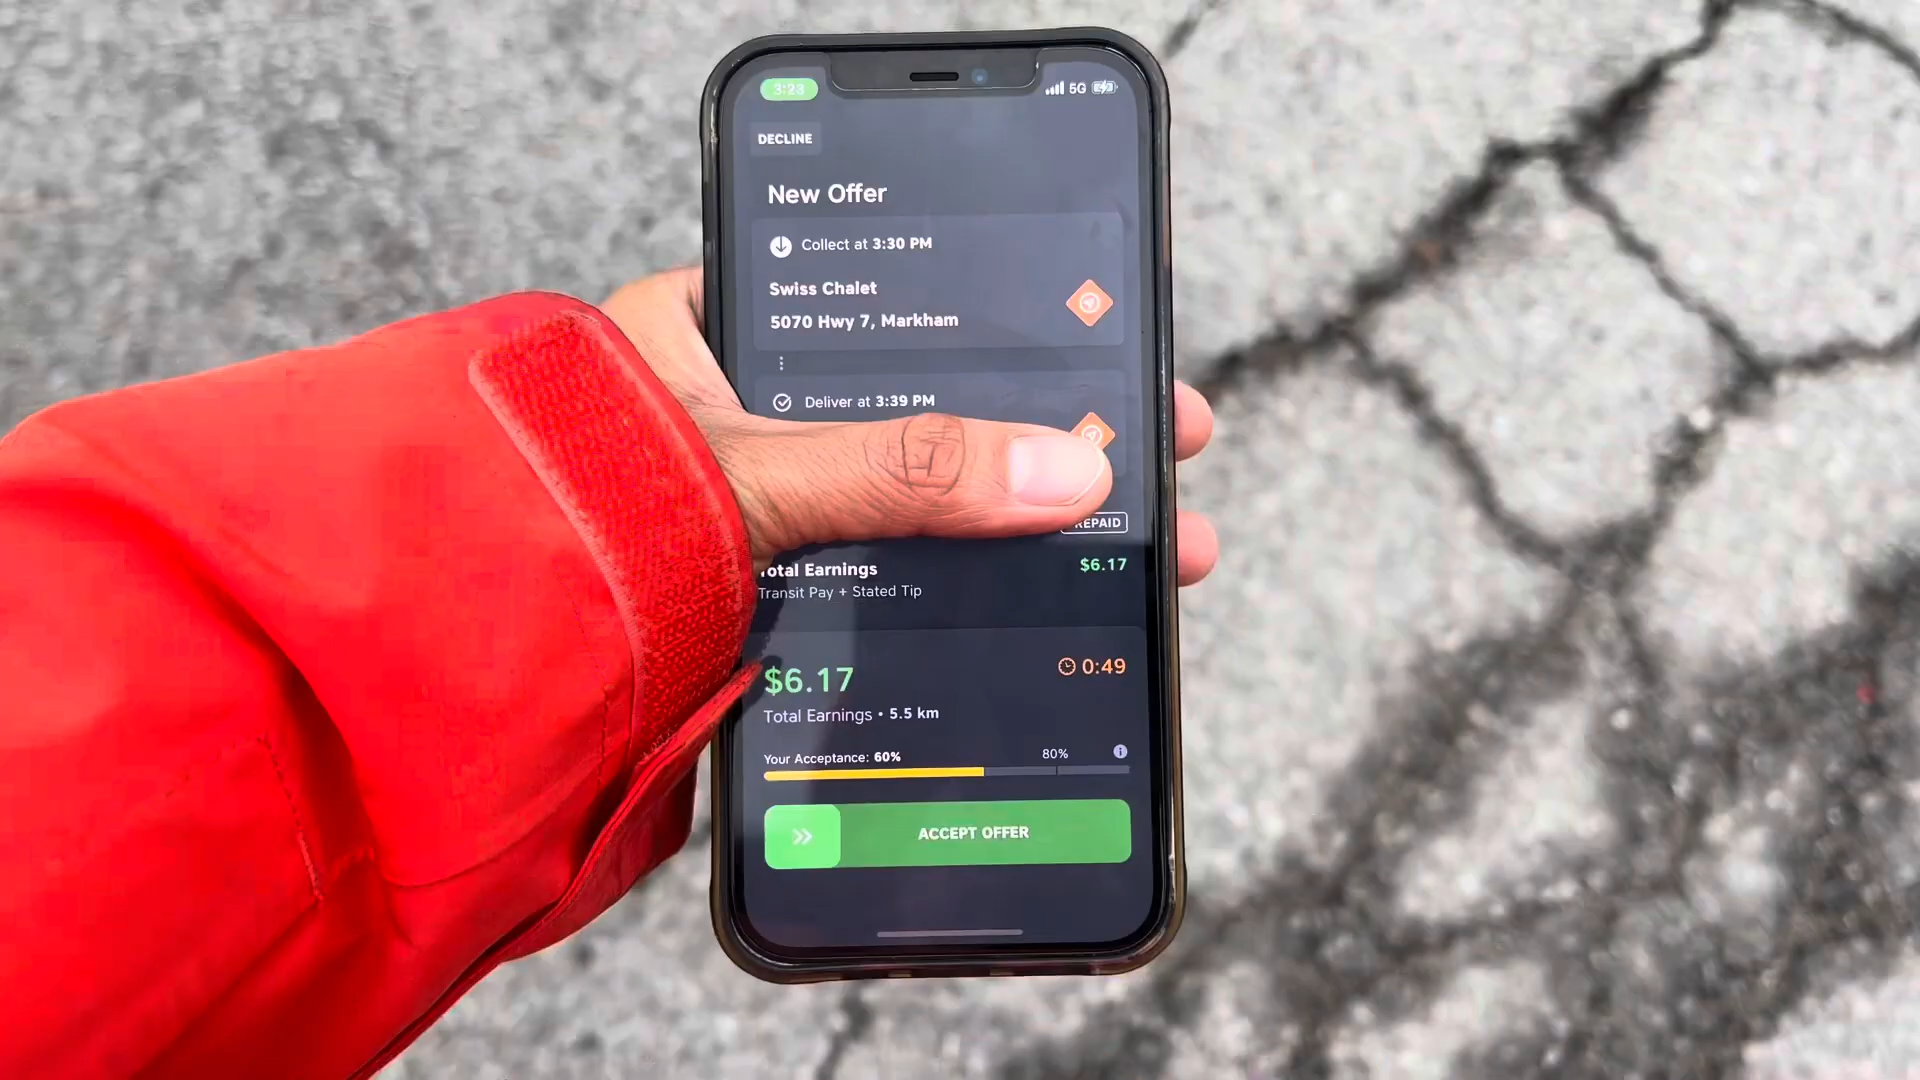 3:23
5G
DECLINE
New Offer
Collect at 3:30 PM
Swiss Chalet
5070 Hwy 7, Markham
Deliver at 3:39 PM
Total Earnings
$6.17
Transit Pay + Stated Tip
$6.17
0:49
Total Earnings • 5.5 km
Your Acceptance: 60%
80%
ACCEPT OFFER